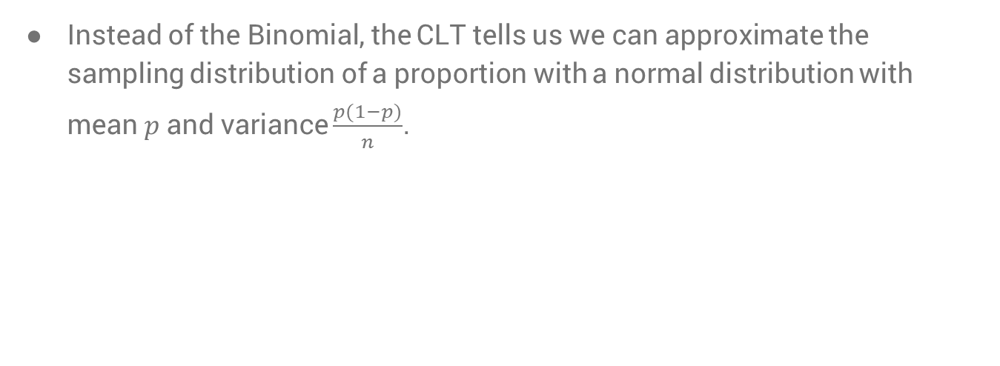 ● Instead of the Binomial, the CLT tells us we can approximate the
sampling distribution of a proportion with a normal distribution with
mean p and variance p(1−p)/n.